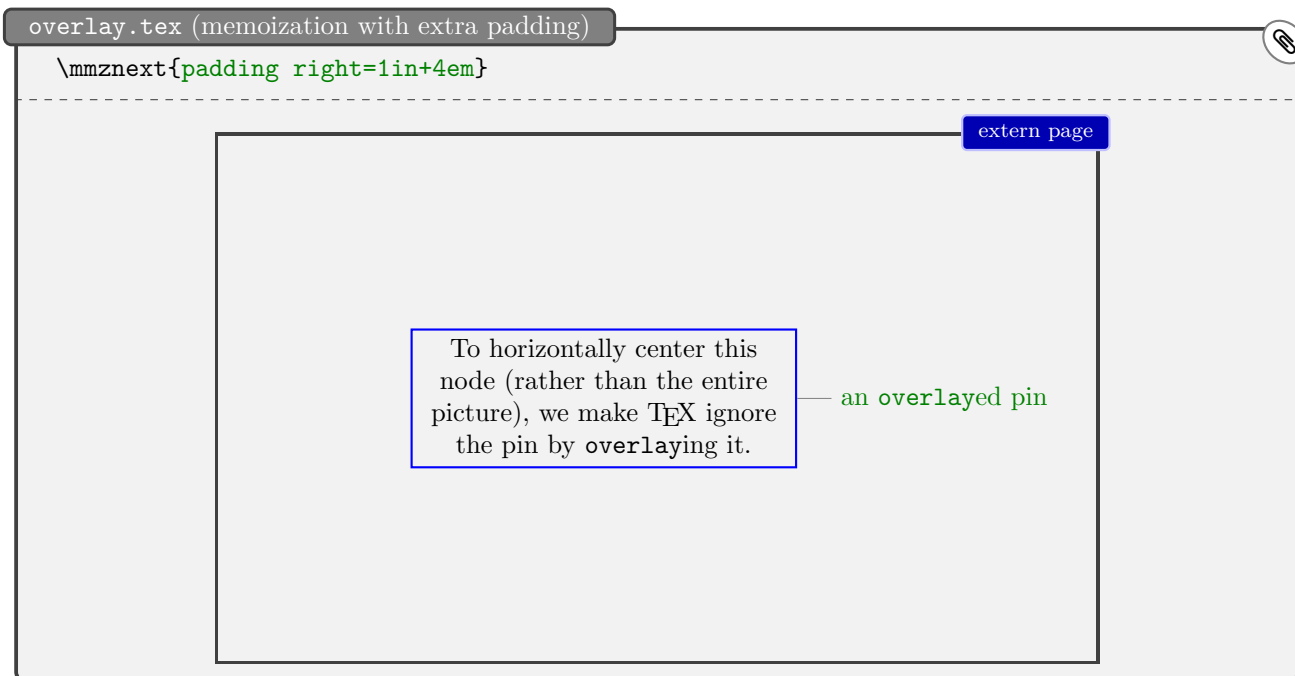 overlay.tex (memoization with extra padding)
\mmznext{padding right=1in+4em}
extern page
To horizontally center this
node (rather than the entire
picture), we make TEX ignore
the pin by overlaying it.
an overlayed pin